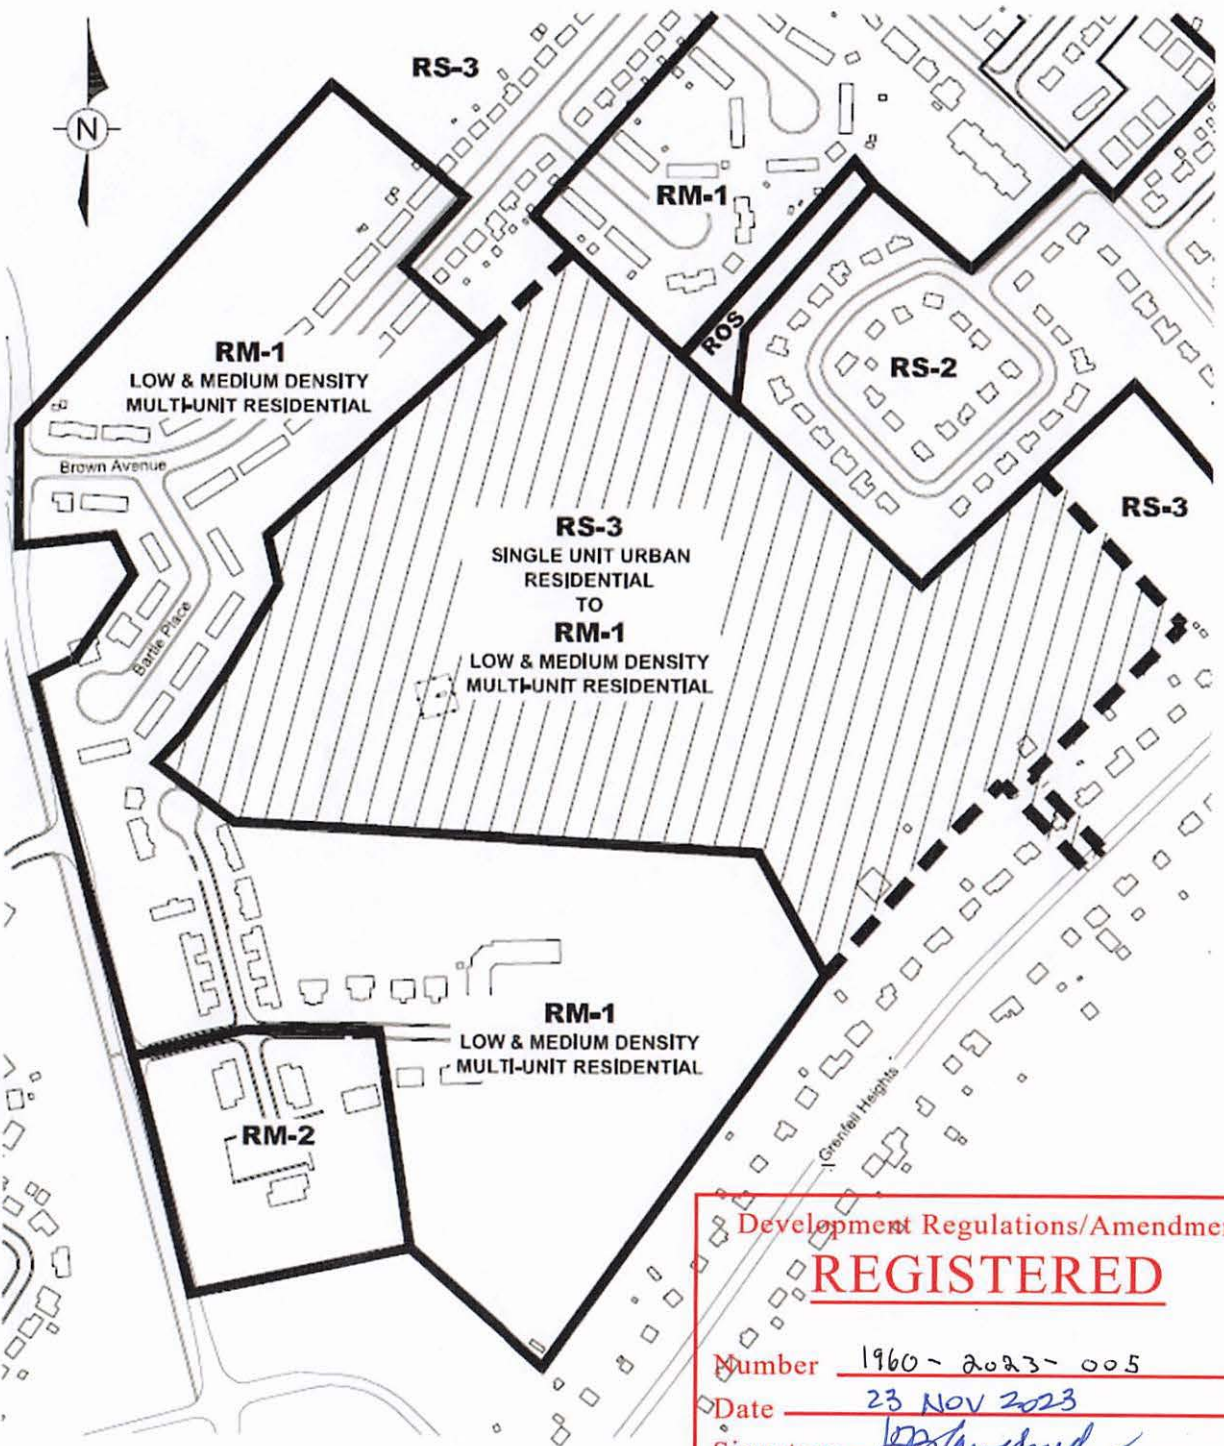 N
RS-3
RM-1
ROS
RS-2
RM-1
LOW & MEDIUM DENSITY
MULTI-UNIT RESIDENTIAL
Brown Avenue
Bartle Place
RS-3
SINGLE UNIT URBAN
RESIDENTIAL
TO
RM-1
LOW & MEDIUM DENSITY
MULTI-UNIT RESIDENTIAL
RS-3
RM-1
LOW & MEDIUM DENSITY
MULTI-UNIT RESIDENTIAL
Grenfell Heights
RM-2
Development Regulations/Amendme
REGISTERED
Number 1960-2023-005
Date 23 NOV 2023